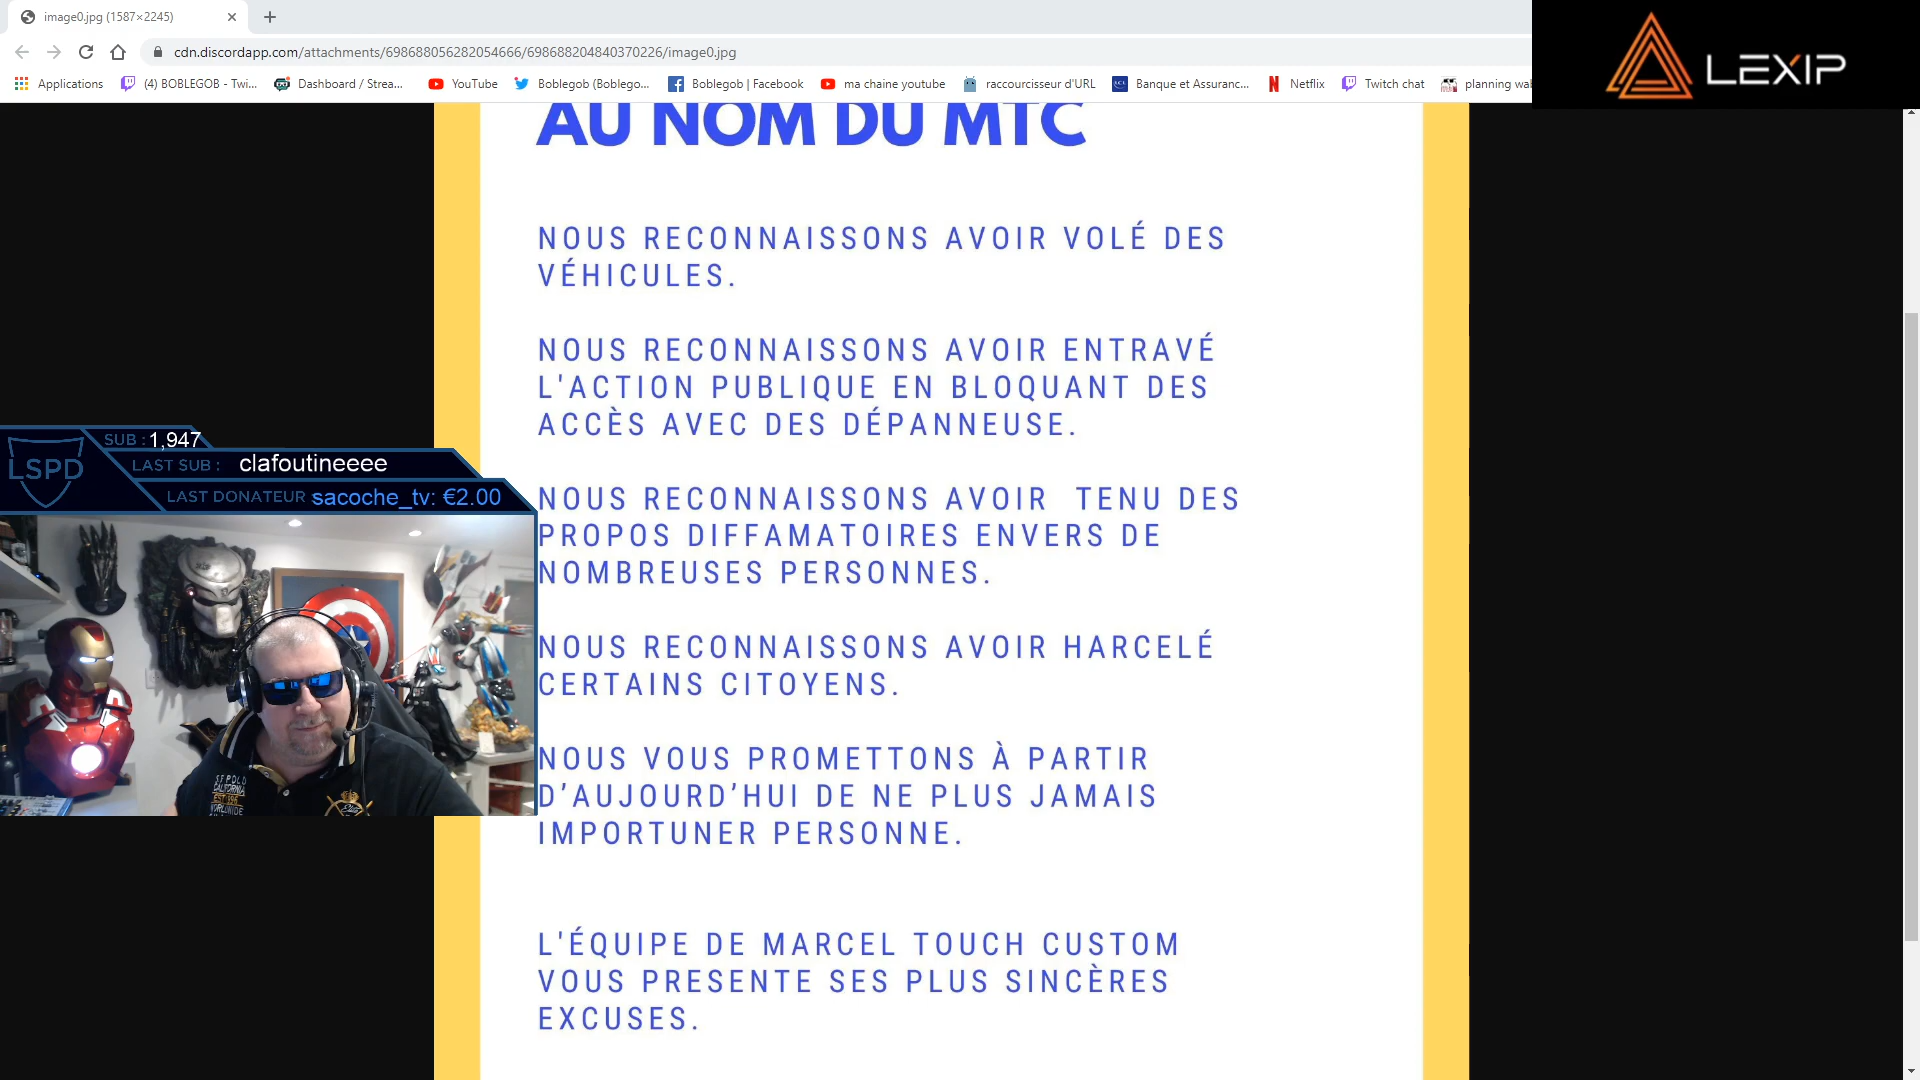 image0.jpg (1587×2245)
cdn.discordapp.com/attachments/698688056282054666/698688204840370226/image0.jpg
Applications
(4) BOBLEGOB - Twi...
Dashboard / Strea...
YouTube
Boblegob (Boblego...
Boblegob | Facebook
ma chaine youtube
raccourcisseur d'URL
Banque et Assuranc...
Netflix
Twitch chat
planning wab
LEXIP
AU NOM DU MTC
NOUS RECONNAISSONS AVOIR VOLÉ DES
VÉHICULES.
NOUS RECONNAISSONS AVOIR ENTRAVÉ
L'ACTION PUBLIQUE EN BLOQUANT DES
ACCÈS AVEC DES DÉPANNEUSE.
NOUS RECONNAISSONS AVOIR TENU DES
PROPOS DIFFAMATOIRES ENVERS DE
NOMBREUSES PERSONNES.
NOUS RECONNAISSONS AVOIR HARCELÉ
CERTAINS CITOYENS.
NOUS VOUS PROMETTONS À PARTIR
D’AUJOURD’HUI DE NE PLUS JAMAIS
IMPORTUNER PERSONNE.
L'ÉQUIPE DE MARCEL TOUCH CUSTOM
VOUS PRESENTE SES PLUS SINCÈRES
EXCUSES.
LSPD
SUB : 1,947
LAST SUB : clafoutineeee
LAST DONATEUR sacoche_tv: €2.00
CALIFORNIA